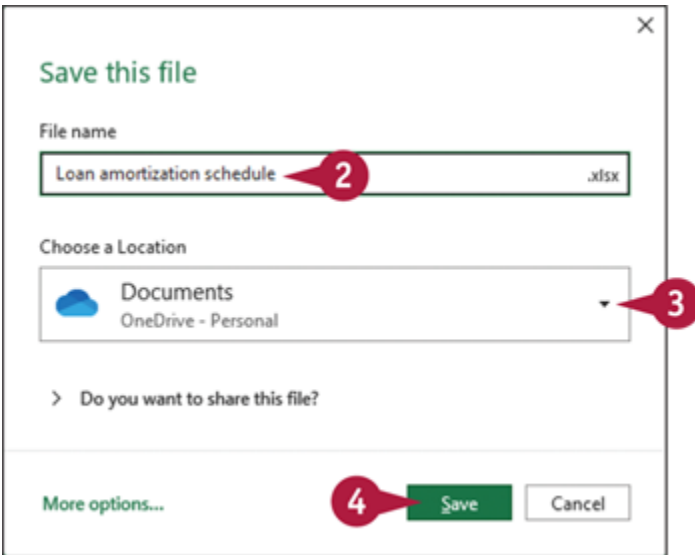 Save this file
File name
Loan amortization schedule 2 .xlsx
Choose a Location
Documents
OneDrive - Personal
3
Do you want to share this file?
More options... 4 Save Cancel